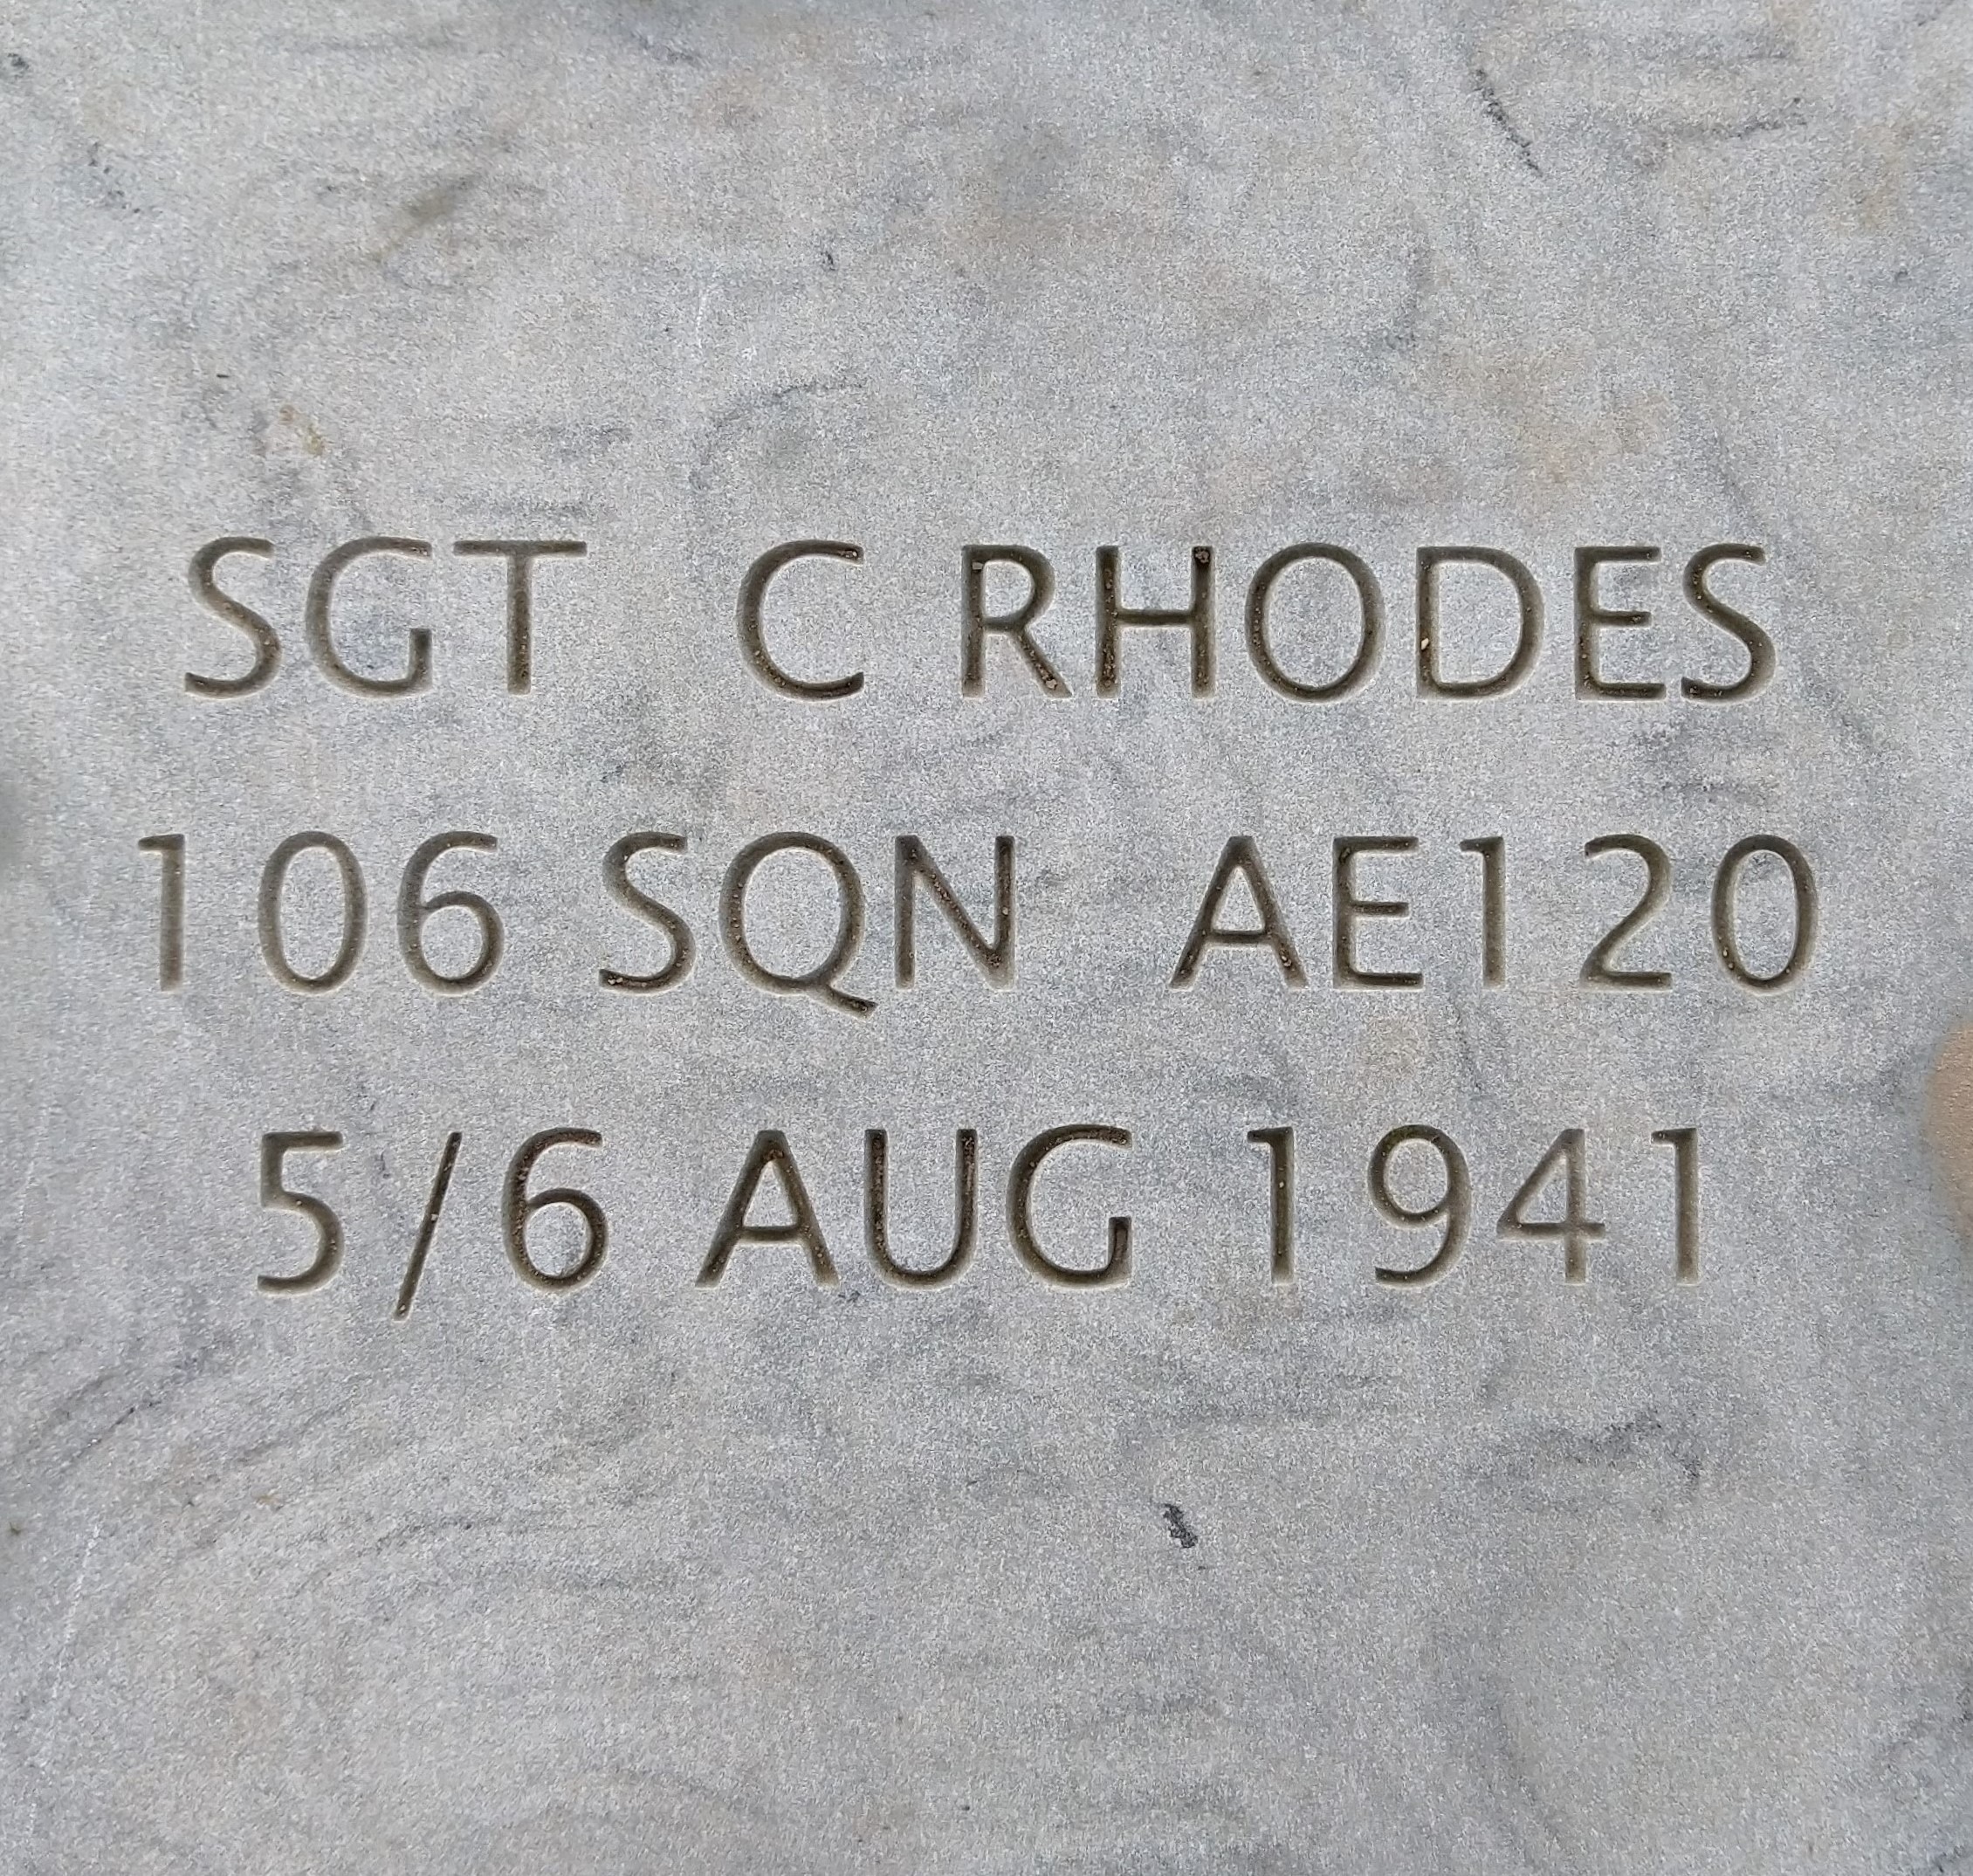 SGT C RHODES
106 SQN AE120
5/6 AUG 1941